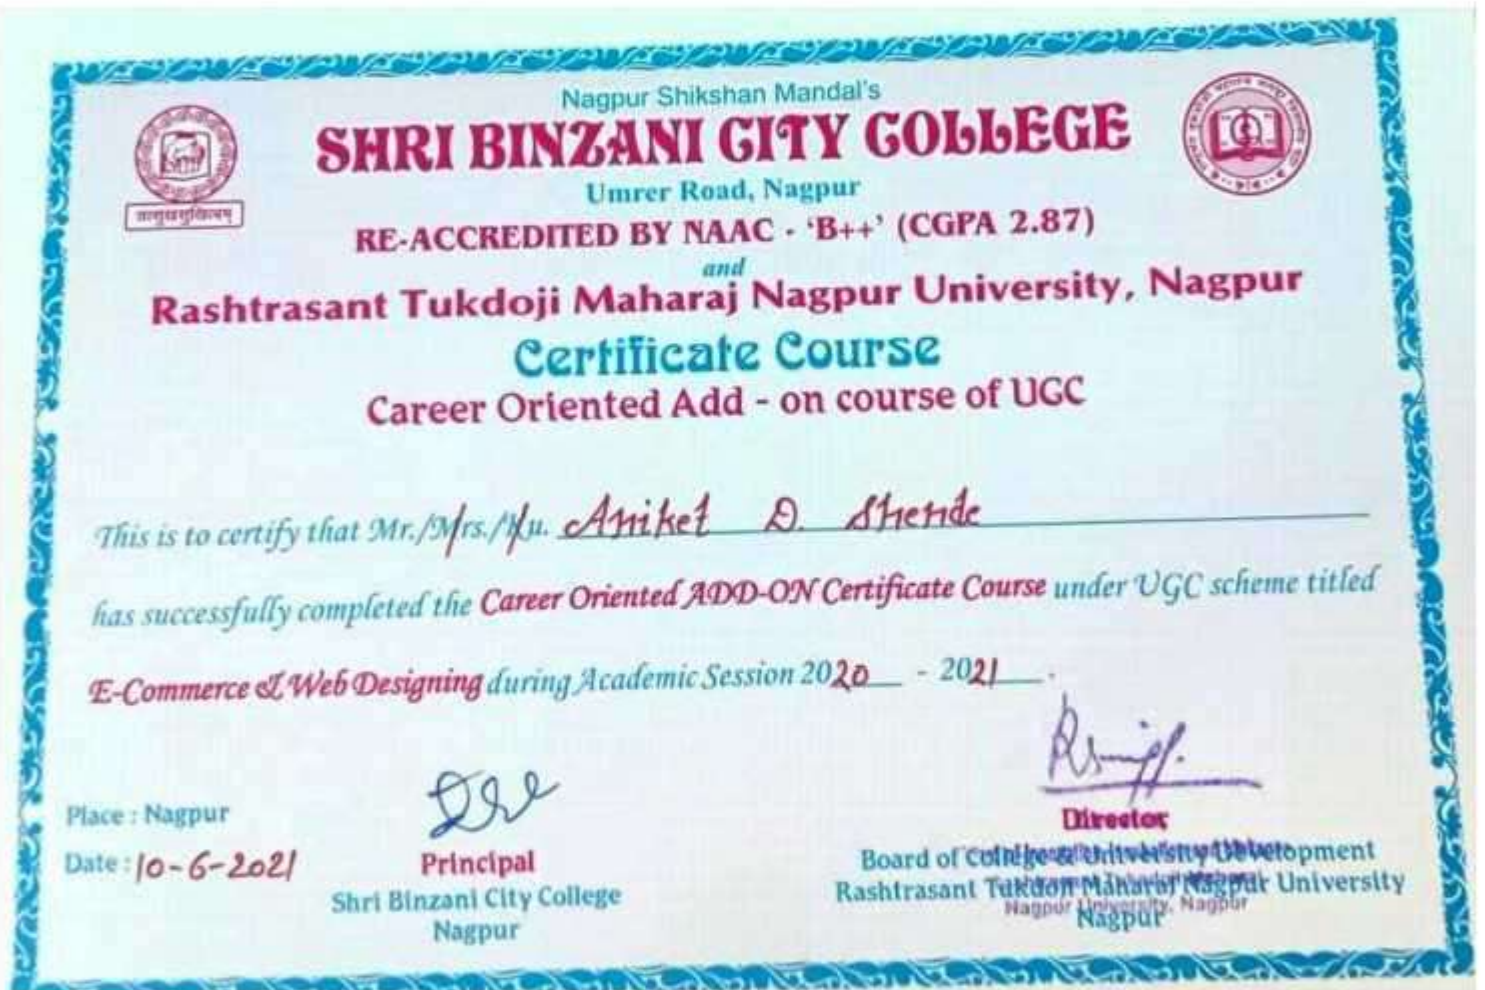 Nagpur Shikshan Mandal's
SHRI BINZANI CITY COLLEGE
Umrer Road, Nagpur
RE-ACCREDITED BY NAAC - 'B++' (CGPA 2.87)
and
Rashtrasant Tukdoji Maharaj Nagpur University, Nagpur
Certificate Course
Career Oriented Add - on course of UGC
This is to certify that Mr./Mrs./Ku. Aniket D. Shende
has successfully completed the Career Oriented ADD-ON Certificate Course under UGC scheme titled
E-Commerce & Web Designing during Academic Session 2020 - 2021.
Place : Nagpur
Date : 10-6-2021
Principal
Shri Binzani City College
Nagpur
Director
Board of College & University Development
Rashtrasant Tukdoji Maharaj Nagpur University
Nagpur
Nagpur University, Nagpur